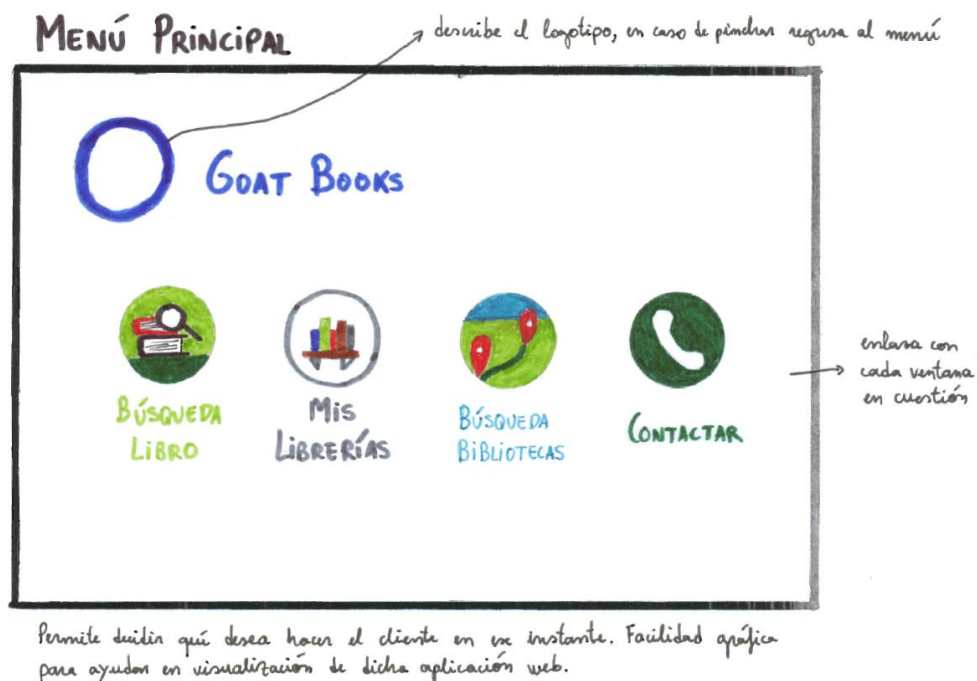 MENÚ PRINCIPAL
describe el logotipo, en caso de pinchar regresa al menú
GOAT BOOKS
BÚSQUEDA
LIBRO
MIS
LIBRERÍAS
BÚSQUEDA
BIBLIOTECAS
CONTACTAR
enlaza con
cada ventana
en cuestión
Permite decidir qué desea hacer el cliente en ese instante. Facilidad gráfica
para ayudar en visualización de dicha aplicación web.